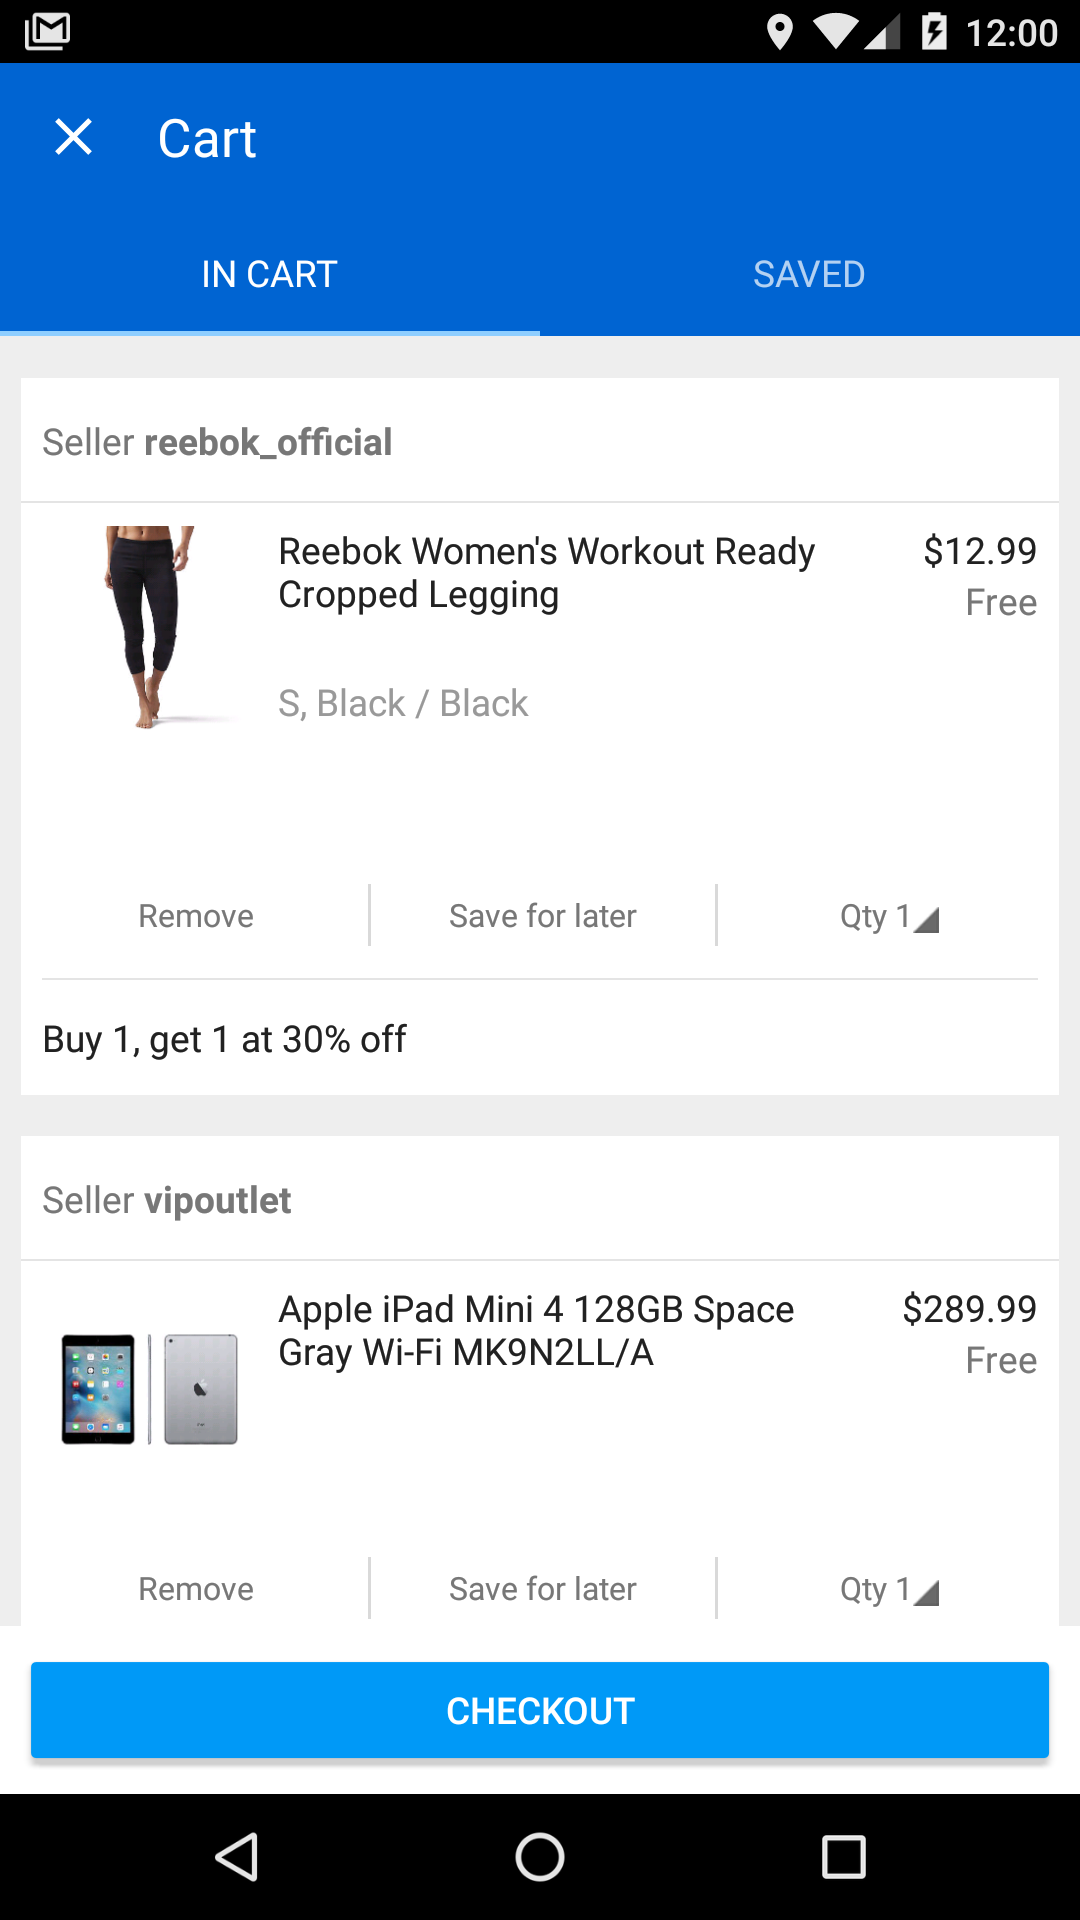 12:00
Cart
IN CART
SAVED
Seller reebok_official
Reebok Women's Workout Ready
Cropped Legging
$12.99
Free
S, Black / Black
Remove
Save for later
Qty 1
Buy 1, get 1 at 30% off
Seller vipoutlet
Apple iPad Mini 4 128GB Space
Gray Wi-Fi MK9N2LL/A
$289.99
Free
Remove
Save for later
Qty 1
CHECKOUT